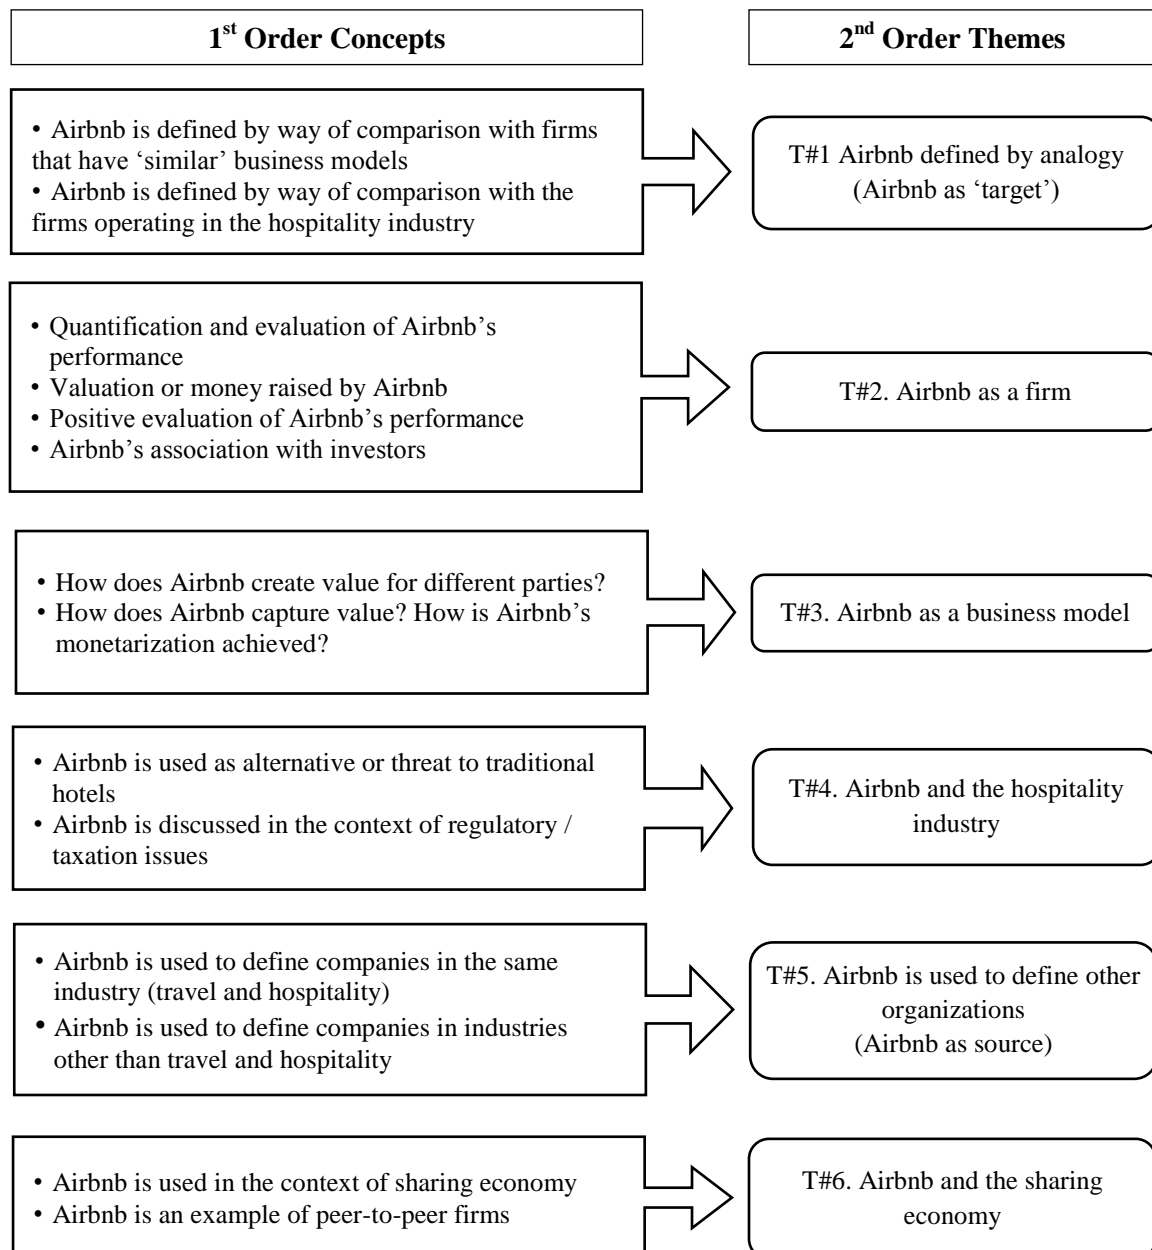 1st Order Concepts
2nd Order Themes
• Airbnb is defined by way of comparison with firms
that have ‘similar’ business models
• Airbnb is defined by way of comparison with the
firms operating in the hospitality industry
T#1 Airbnb defined by analogy
(Airbnb as ‘target’)
• Quantification and evaluation of Airbnb’s
performance
• Valuation or money raised by Airbnb
• Positive evaluation of Airbnb’s performance
• Airbnb’s association with investors
T#2. Airbnb as a firm
• How does Airbnb create value for different parties?
• How does Airbnb capture value? How is Airbnb’s
monetarization achieved?
T#3. Airbnb as a business model
• Airbnb is used as alternative or threat to traditional
hotels
• Airbnb is discussed in the context of regulatory /
taxation issues
T#4. Airbnb and the hospitality
industry
• Airbnb is used to define companies in the same
industry (travel and hospitality)
• Airbnb is used to define companies in industries
other than travel and hospitality
T#5. Airbnb is used to define other
organizations
(Airbnb as source)
• Airbnb is used in the context of sharing economy
• Airbnb is an example of peer-to-peer firms
T#6. Airbnb and the sharing
economy